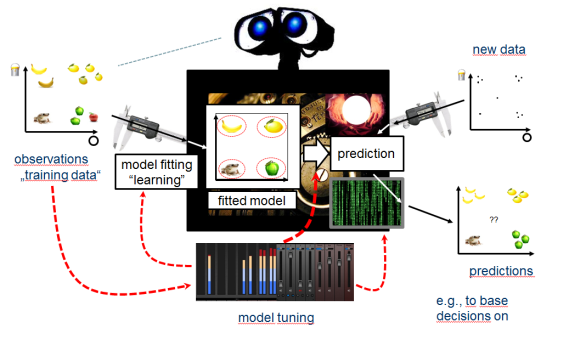 new data
observations
„training data“
model fitting
“learning”
fitted model
prediction
??
predictions
model tuning
e.g., to base
decisions on